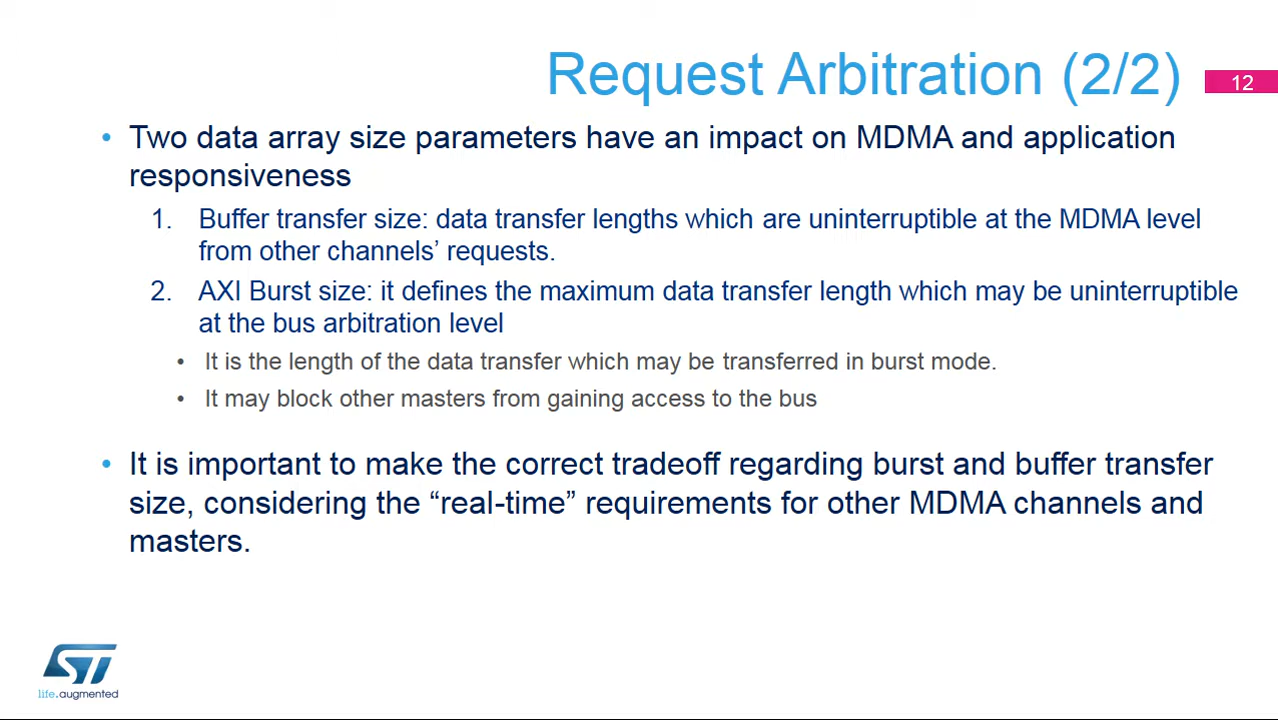 Request Arbitration (2/2)
12
• Two data array size parameters have an impact on MDMA and application
responsiveness
1. Buffer transfer size: data transfer lengths which are uninterruptible at the MDMA level
from other channels’ requests.
2. AXI Burst size: it defines the maximum data transfer length which may be uninterruptible
at the bus arbitration level
• It is the length of the data transfer which may be transferred in burst mode.
• It may block other masters from gaining access to the bus
• It is important to make the correct tradeoff regarding burst and buffer transfer
size, considering the “real-time” requirements for other MDMA channels and
masters.
ST
life.augmented